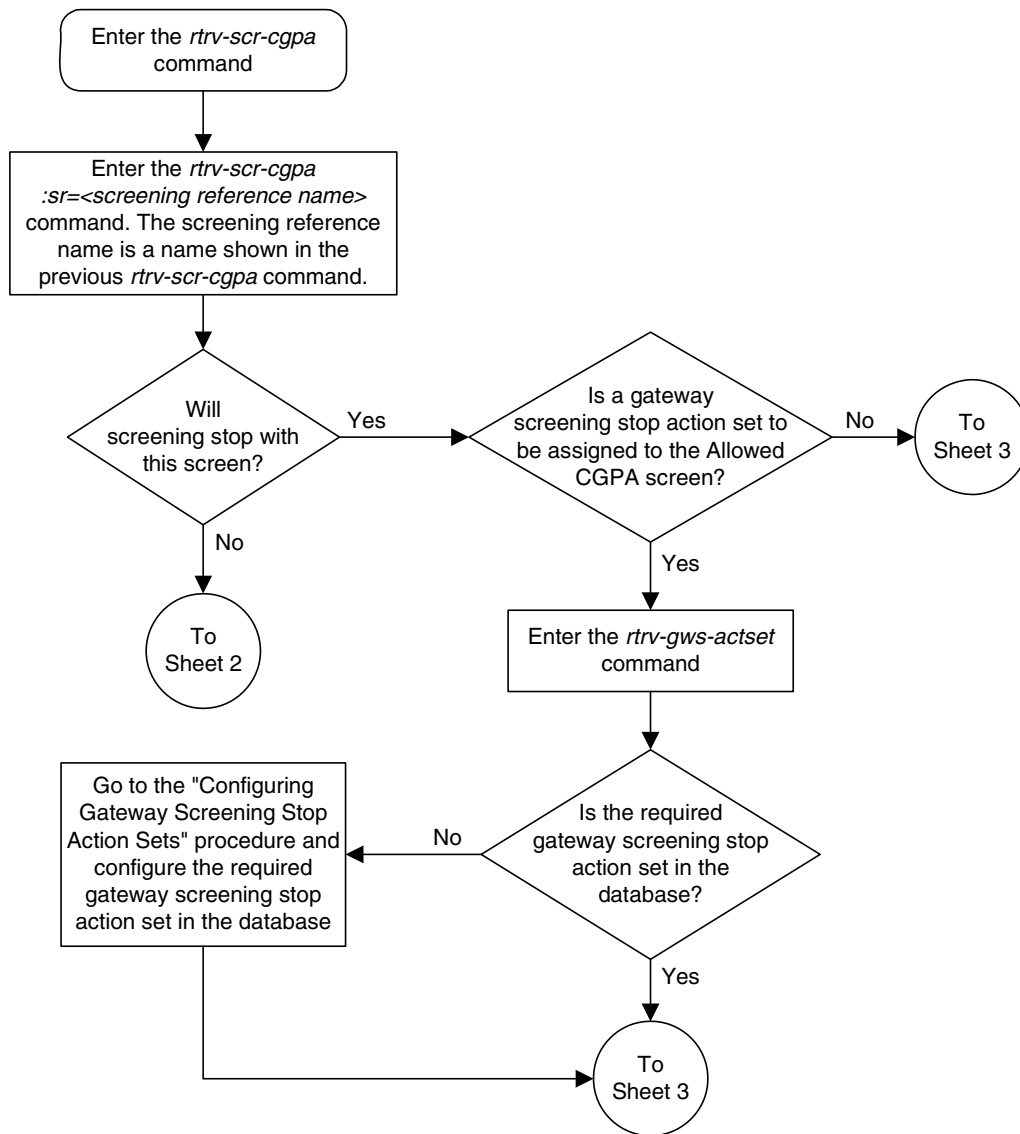 Enter the rtrv-scr-cgpa
command
Enter the rtrv-scr-cgpa
:sr=<screening reference name>
command. The screening reference
name is a name shown in the
previous rtrv-scr-cgpa command.
Will
screening stop with
this screen?
Yes
No
To
Sheet 2
Is a gateway
screening stop action set to
be assigned to the Allowed
CGPA screen?
No
To
Sheet 3
Yes
Enter the rtrv-gws-actset
command
Is the required
gateway screening stop
action set in the
database?
No
Go to the "Configuring
Gateway Screening Stop
Action Sets" procedure and
configure the required
gateway screening stop
action set in the database
Yes
To
Sheet 3